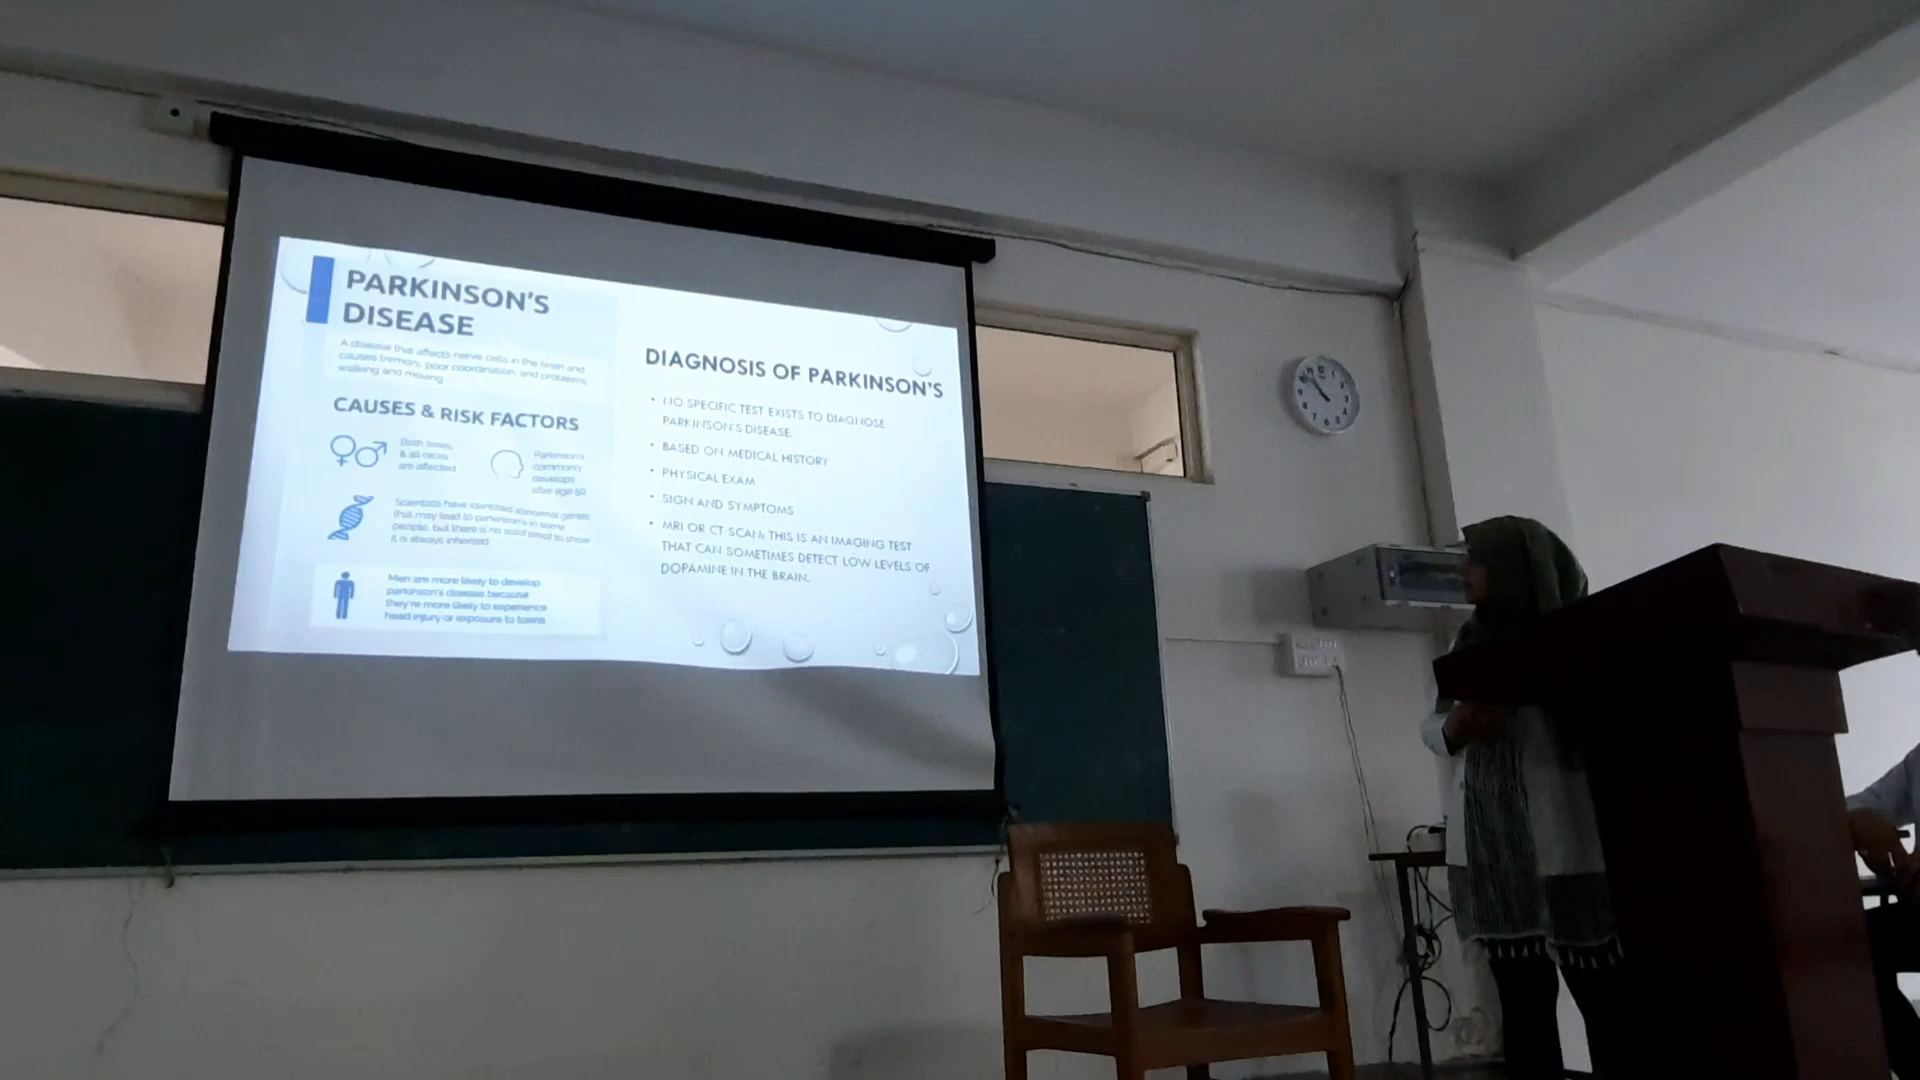 PARKINSON'S
DISEASE
A disease that affects nerve cells in the brain and
causes tremors, poor coordination, and problems
walking and moving.
CAUSES & RISK FACTORS
Both sexes,
& all races
are affected
Parkinson's
commonly
develops
after age 50
Scientists have identified abnormal genes
that may lead to parkinson's in some
people, but there is no solid proof to show
it is always inherited.
Men are more likely to develop
parkinson's disease because
they're more likely to experience
head injury or exposure to toxins
DIAGNOSIS OF PARKINSON'S
• NO SPECIFIC TEST EXISTS TO DIAGNOSE
PARKINSON'S DISEASE.
• BASED ON MEDICAL HISTORY
• PHYSICAL EXAM
• SIGN AND SYMPTOMS
• MRI OR CT SCAN: THIS IS AN IMAGING TEST
THAT CAN SOMETIMES DETECT LOW LEVELS OF
DOPAMINE IN THE BRAIN.